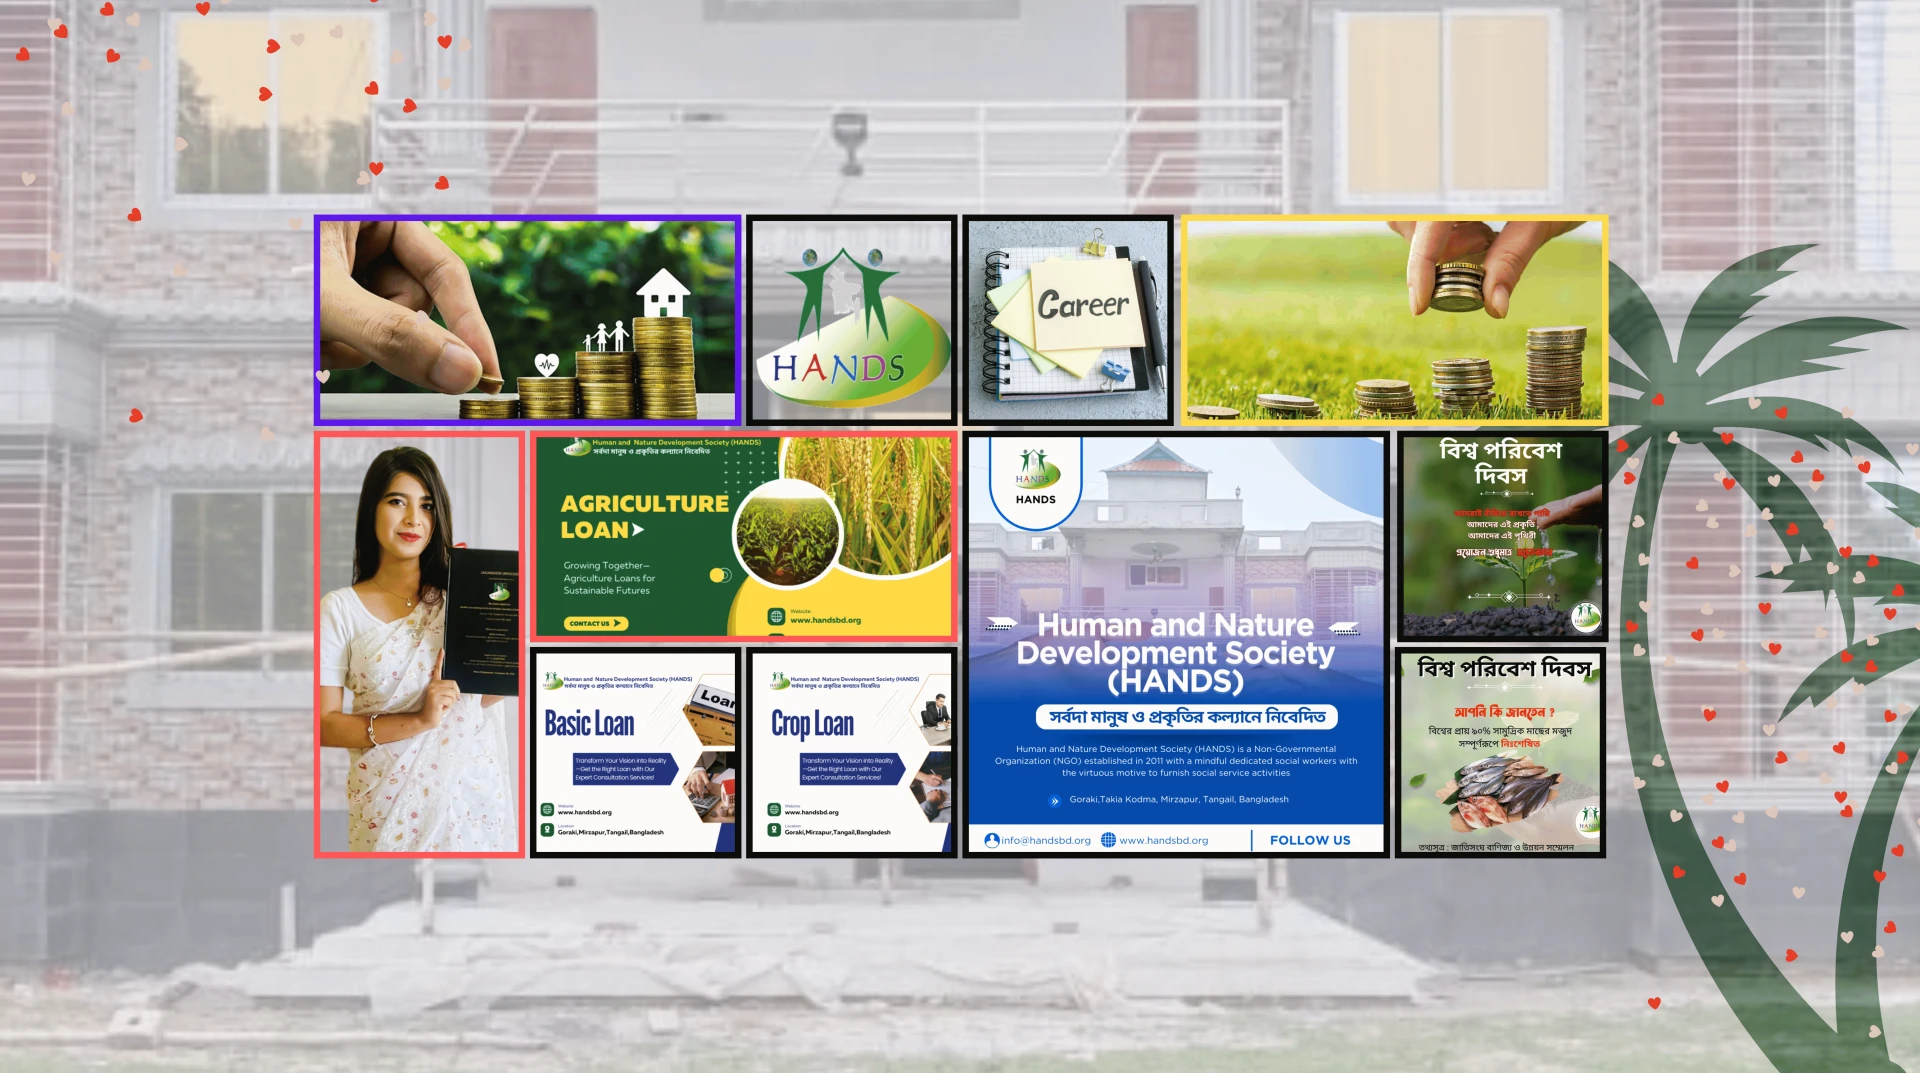 HANDS
Career
Human and Nature Development Society (HANDS)
সর্বদা মানুষ ও প্রকৃতির কল্যানে নিবেদিত
AGRICULTURE
LOAN
Growing Together—
Agriculture Loans for
Sustainable Futures
CONTACT US
Website
www.handsbd.org
Human and Nature Development Society (HANDS)
সর্বদা মানুষ ও প্রকৃতির কল্যানে নিবেদিত
Loan
Basic Loan
Transform Your Vision into Reality
—Get the Right Loan with Our
Expert Consultation Services!
Website
www.handsbd.org
Location
Goraki,Mirzapur,Tangail,Bangladesh
Human and Nature Development Society (HANDS)
সর্বদা মানুষ ও প্রকৃতির কল্যানে নিবেদিত
Crop Loan
Transform Your Vision into Reality
—Get the Right Loan with Our
Expert Consultation Services!
Website
www.handsbd.org
Location
Goraki,Mirzapur,Tangail,Bangladesh
HANDS
HANDS
Human and Nature
Development Society
(HANDS)
সর্বদা মানুষ ও প্রকৃতির কল্যানে নিবেদিত
Human and Nature Development Society (HANDS) is a Non-Governmental
Organization (NGO) established in 2011 with a mindful dedicated social workers with
the virtuous motive to furnish social service activities
Goraki,Takia Kodma, Mirzapur, Tangail, Bangladesh
info@handsbd.org www.handsbd.org FOLLOW US
বিশ্ব পরিবেশ
দিবস
আমাদের এই প্রকৃতি,
আমাদের এই পৃথিবী
প্রয়োজন শুধুমাত্র
বিশ্ব পরিবেশ দিবস
আপনি কি জানতেন ?
বিশ্বের প্রায় ৯০% সামুদ্রিক মাছের মজুদ
সম্পূর্ণরূপে নিঃশেষিত
তথ্যসূত্র : জাতিসংঘ বাণিজ্য ও উন্নয়ন সম্মেলন